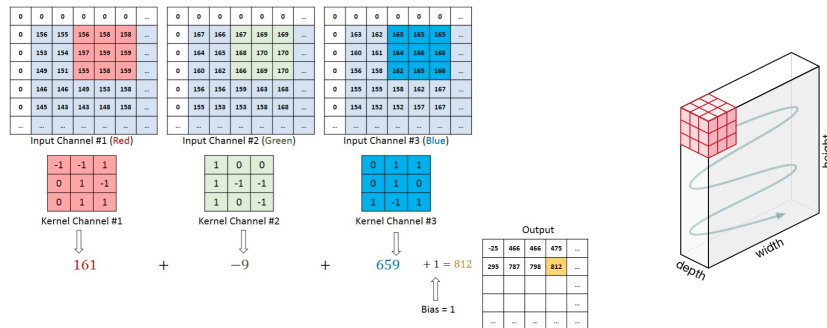 0 0 0 0 0 0 ...
0 156 155 156 158 158 ...
0 153 154 157 159 159 ...
0 149 151 155 158 159 ...
0 146 146 149 153 158 ...
0 145 143 143 148 158 ...
... ... ... ... ... ... ...
Input Channel #1 (Red)
0 0 0 0 0 0 ...
0 167 166 167 169 169 ...
0 164 165 168 170 170 ...
0 160 162 166 169 170 ...
0 156 156 159 163 168 ...
0 155 153 153 158 168 ...
... ... ... ... ... ... ...
Input Channel #2 (Green)
0 0 0 0 0 0 ...
0 163 162 163 165 165 ...
0 160 161 164 166 166 ...
0 156 158 162 165 166 ...
0 155 155 158 162 167 ...
0 154 152 152 157 167 ...
... ... ... ... ... ... ...
Input Channel #3 (Blue)
-1 -1 1
0 1 -1
0 1 1
Kernel Channel #1
1 0 0
1 -1 -1
1 0 -1
Kernel Channel #2
0 1 1
0 1 0
1 -1 1
Kernel Channel #3
161 + −9 + 659 + 1 = 812
Bias = 1
Output
-25 466 466 475 ...
295 787 798 812 ...
...
...
... ... ... ... ...
height
width
depth